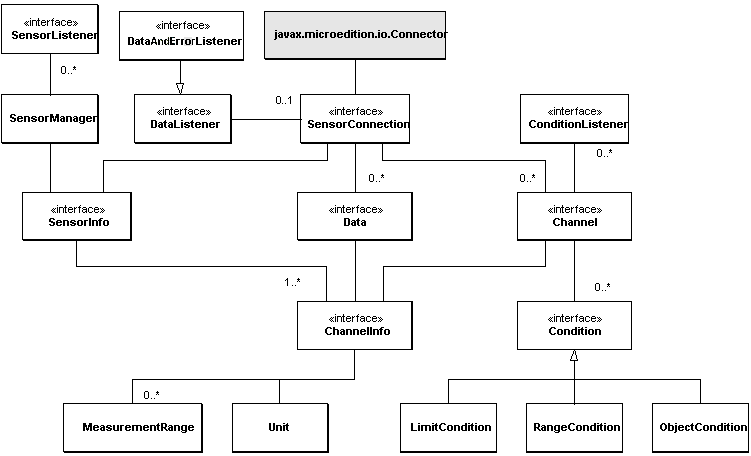 «interface»
SensorListener
«interface»
DataAndErrorListener
javax.microedition.io.Connector
0..*
0..1
SensorManager
«interface»
DataListener
«interface»
SensorConnection
«interface»
ConditionListener
0..*
0..*
0..*
«interface»
SensorInfo
«interface»
Data
«interface»
Channel
1..*
0..*
«interface»
ChannelInfo
«interface»
Condition
0..*
MeasurementRange
Unit
LimitCondition
RangeCondition
ObjectCondition